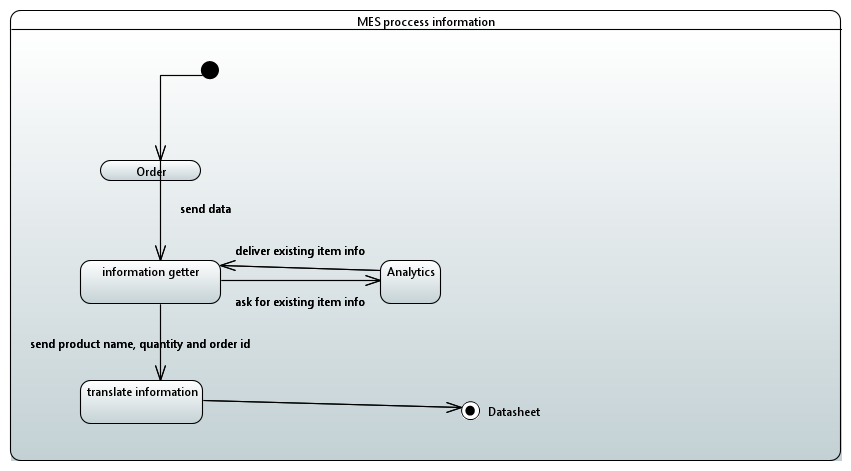 MES proccess information
Order
send data
deliver existing item info
information getter
Analytics
ask for existing item info
send product name, quantity and order id
translate information
Datasheet